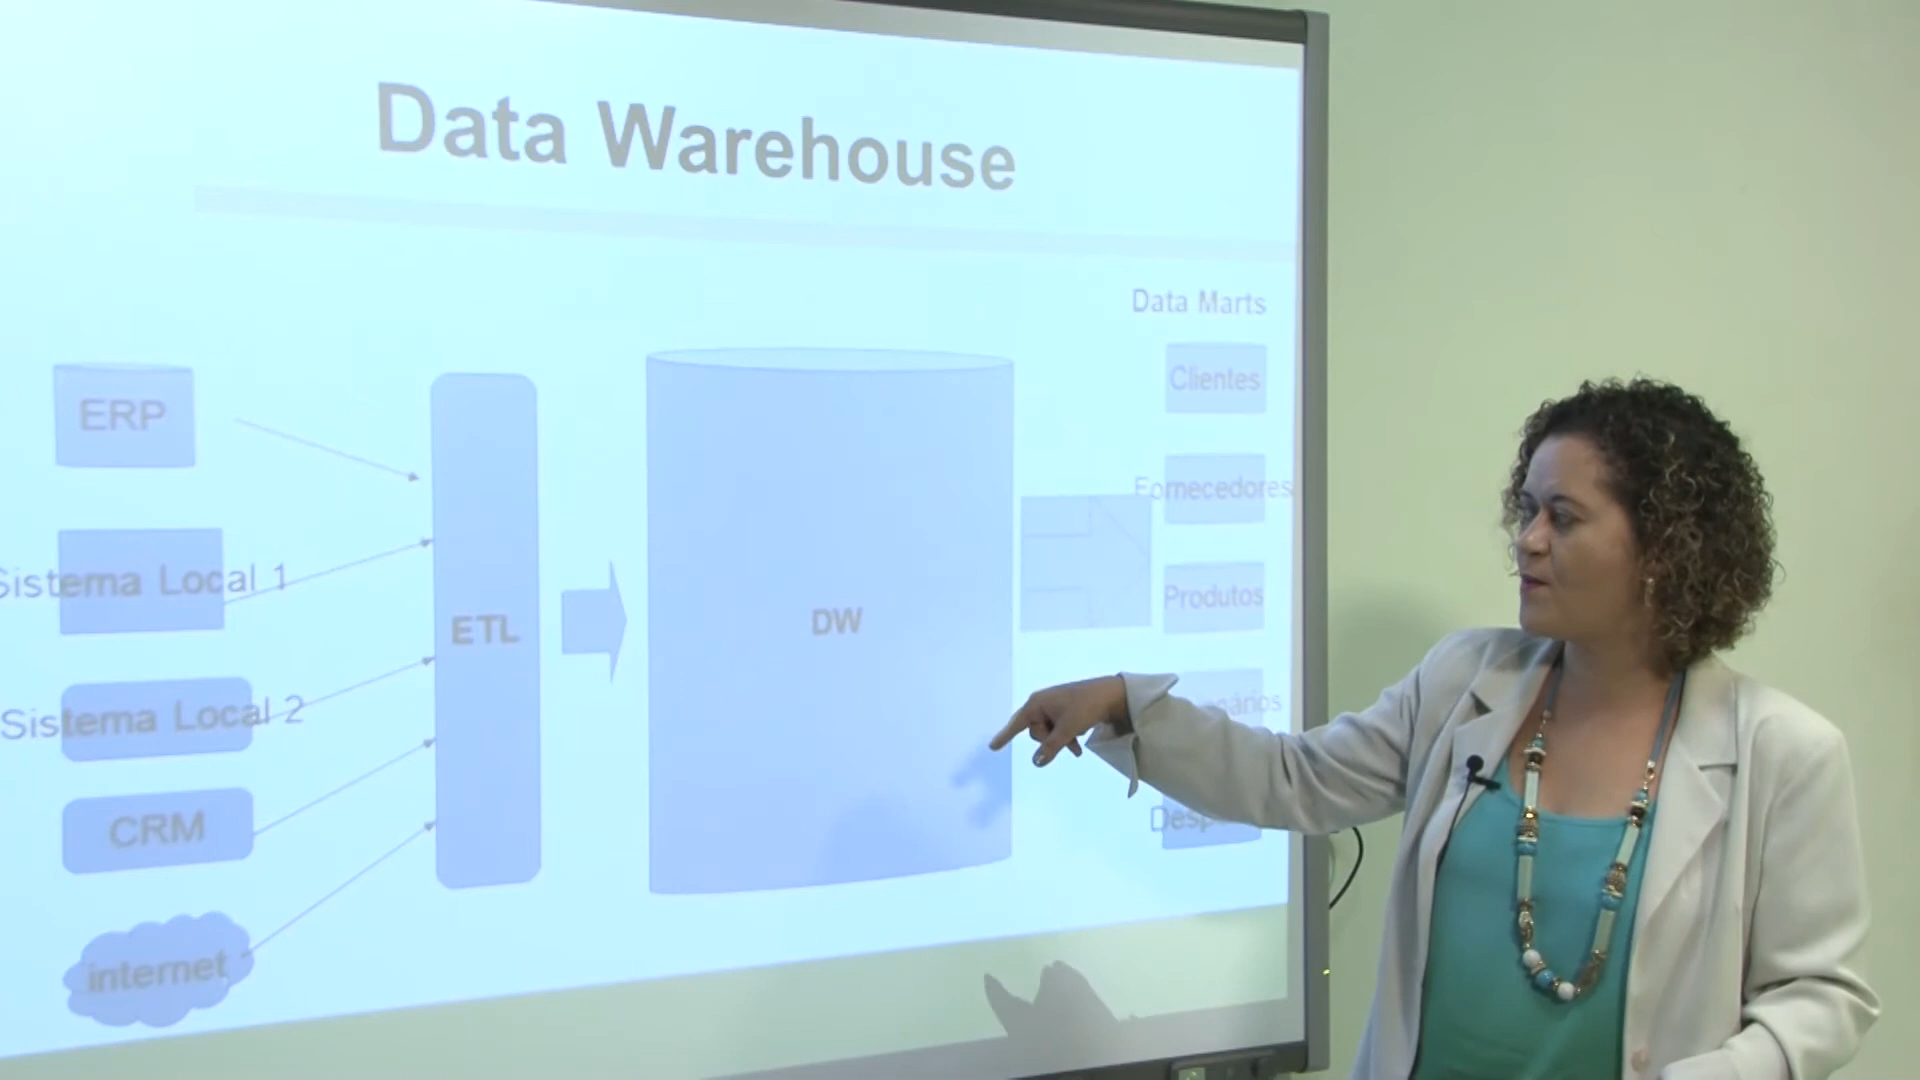 Data Warehouse
Data Marts
ERP
Sistema Local 1
Sistema Local 2
CRM
internet
ETL
DW
Clientes
Fornecedores
Produtos